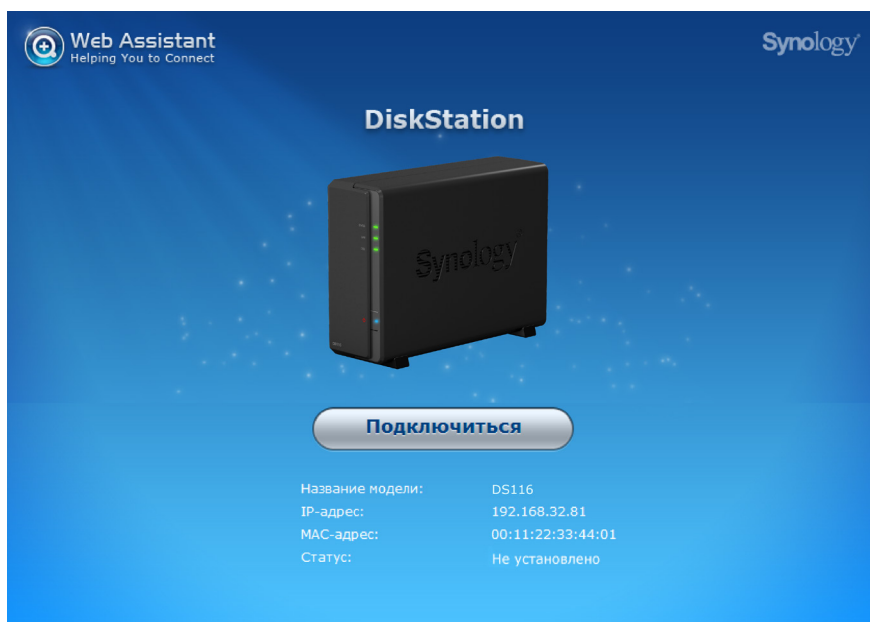 Web Assistant
Helping You to Connect
Synology
DiskStation
Synology
Подключиться
Название модели: DS116
IP-адрес: 192.168.32.81
MAC-адрес: 00:11:22:33:44:01
Статус: Не установлено